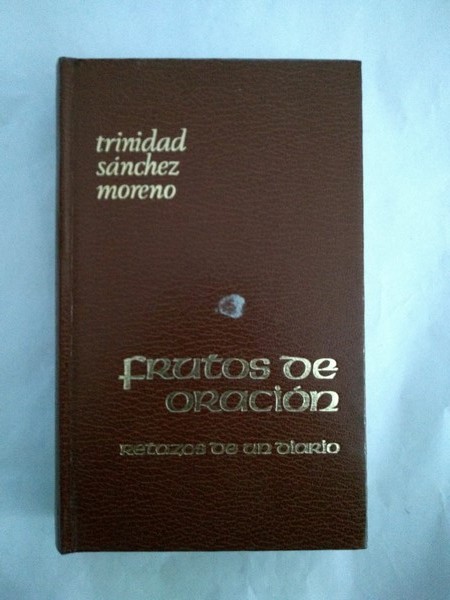 trinidad
sánchez
moreno
frutos de
oración
retazos de un diario